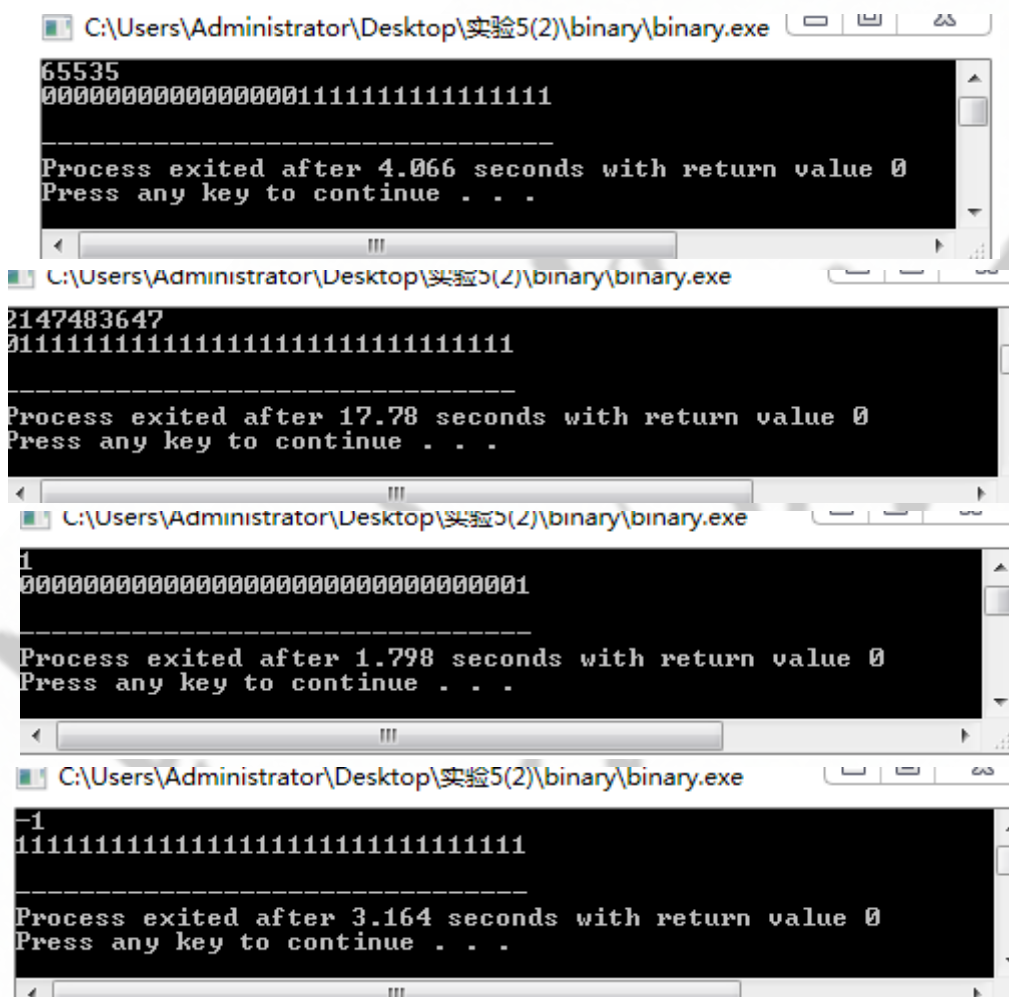 C:\Users\Administrator\Desktop\实验5(2)\binary\binary.exe
65535
00000000000000001111111111111111
--------------------------------
Process exited after 4.066 seconds with return value 0
Press any key to continue . . .
C:\Users\Administrator\Desktop\实验5(2)\binary\binary.exe
2147483647
01111111111111111111111111111111
--------------------------------
Process exited after 17.78 seconds with return value 0
Press any key to continue . . .
C:\Users\Administrator\Desktop\实验5(2)\binary\binary.exe
1
00000000000000000000000000000001
--------------------------------
Process exited after 1.798 seconds with return value 0
Press any key to continue . . .
C:\Users\Administrator\Desktop\实验5(2)\binary\binary.exe
-1
11111111111111111111111111111111
--------------------------------
Process exited after 3.164 seconds with return value 0
Press any key to continue . . .